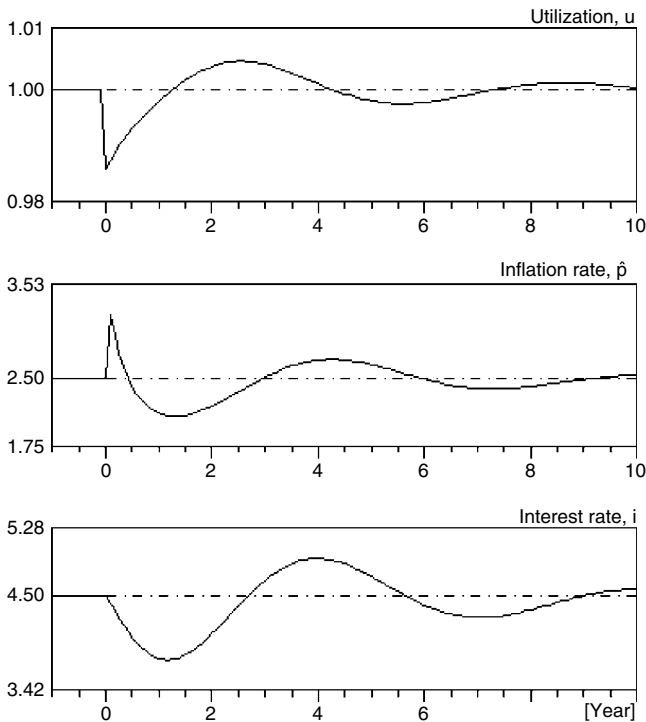 Utilization, u
1.01
1.00
0.98
0 2 4 6 8 10
Inflation rate, p̂
3.53
2.50
1.75
0 2 4 6 8 10
Interest rate, i
5.28
4.50
3.42
0 2 4 6 8 10
[Year]